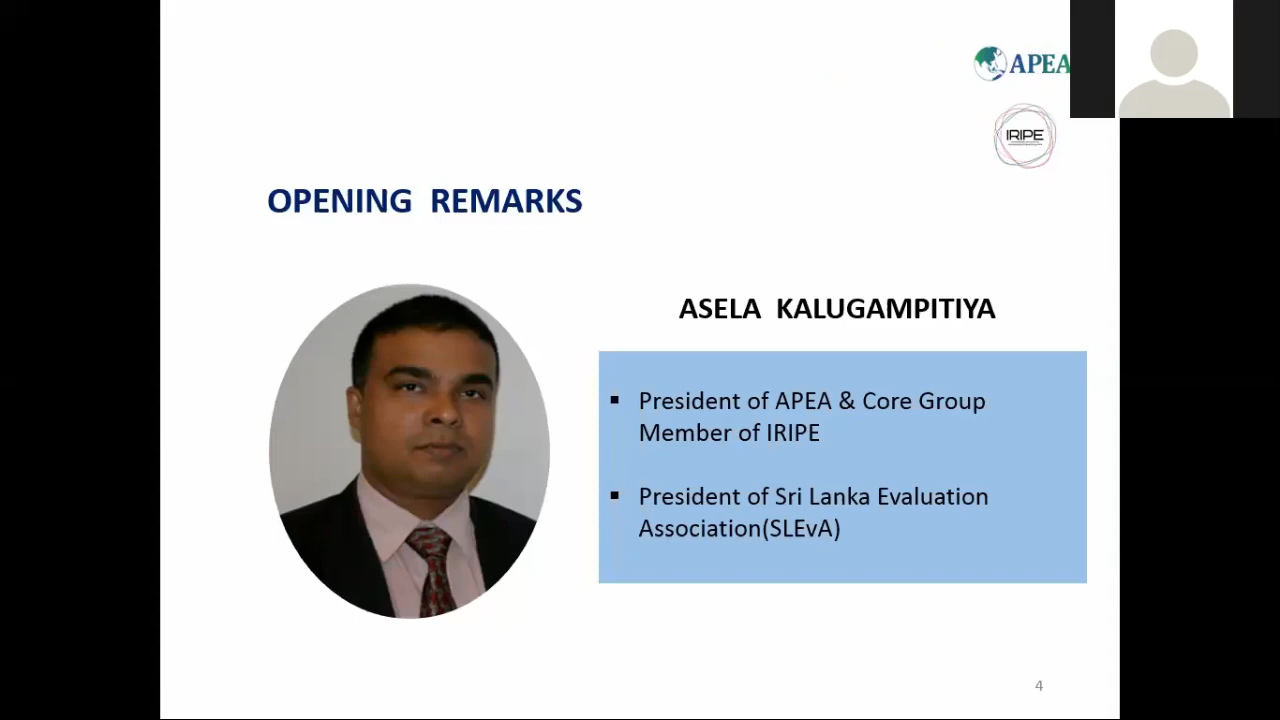 APEA
IRIPE
OPENING REMARKS
ASELA KALUGAMPITIYA
▪ President of APEA & Core Group
Member of IRIPE
▪ President of Sri Lanka Evaluation
Association(SLEvA)
4